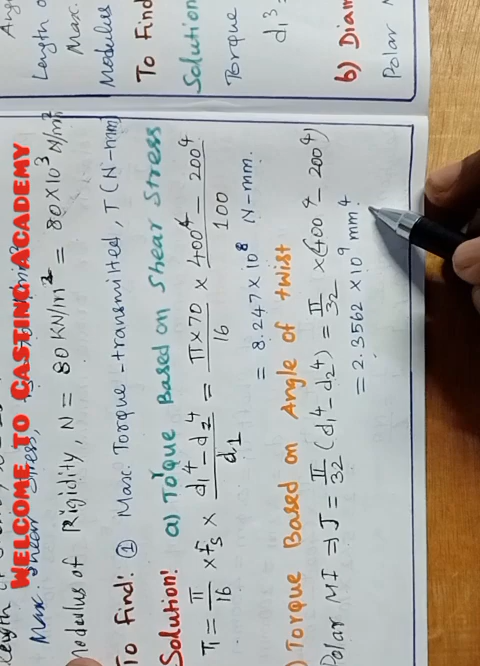 WELCOME TO CASTING ACADEMY
Max. Shear Stress,
Modulus of Rigidity, N = 80 KN/m² = 80×10³ N/m²
To Find: ① Max. Torque transmitted, T (N-mm)
Solution: a) Torque Based on Shear Stress
T = π/16 × fs × (d1⁴ - d2⁴)/d1 = (π×70)/16 × (400⁴ - 200⁴)/100
= 8.247×10⁸ N-mm.
) Torque Based on Angle of twist
Polar MI ⇒ J = π/32 (d1⁴ - d2⁴) = π/32 × (400⁴ - 200⁴)
= 2.3562×10⁹ mm⁴
Length o
Max.
Modulus
To Find
Solution
Torque
d1³ =
b) Diam
Polar M